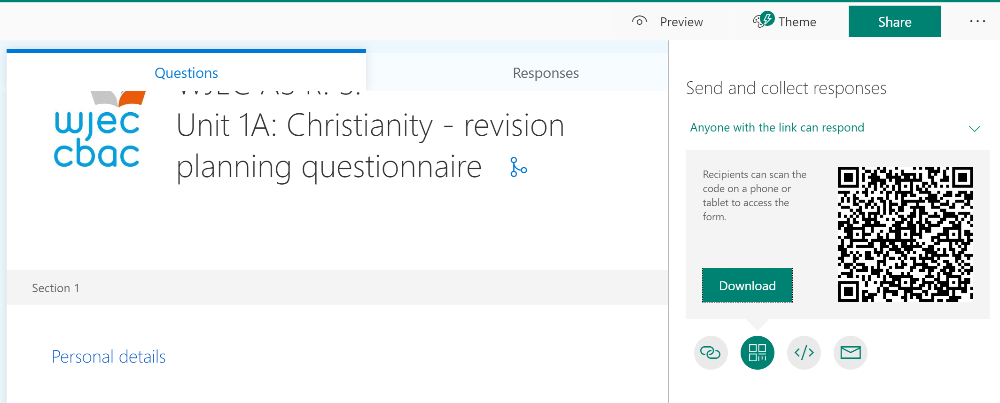 Preview
Theme
Share
Questions
Responses
wjec
cbac
Unit 1A: Christianity - revision
planning questionnaire
Section 1
Personal details
Send and collect responses
Anyone with the link can respond
Recipients can scan the
code on a phone or
tablet to access the
form.
Download